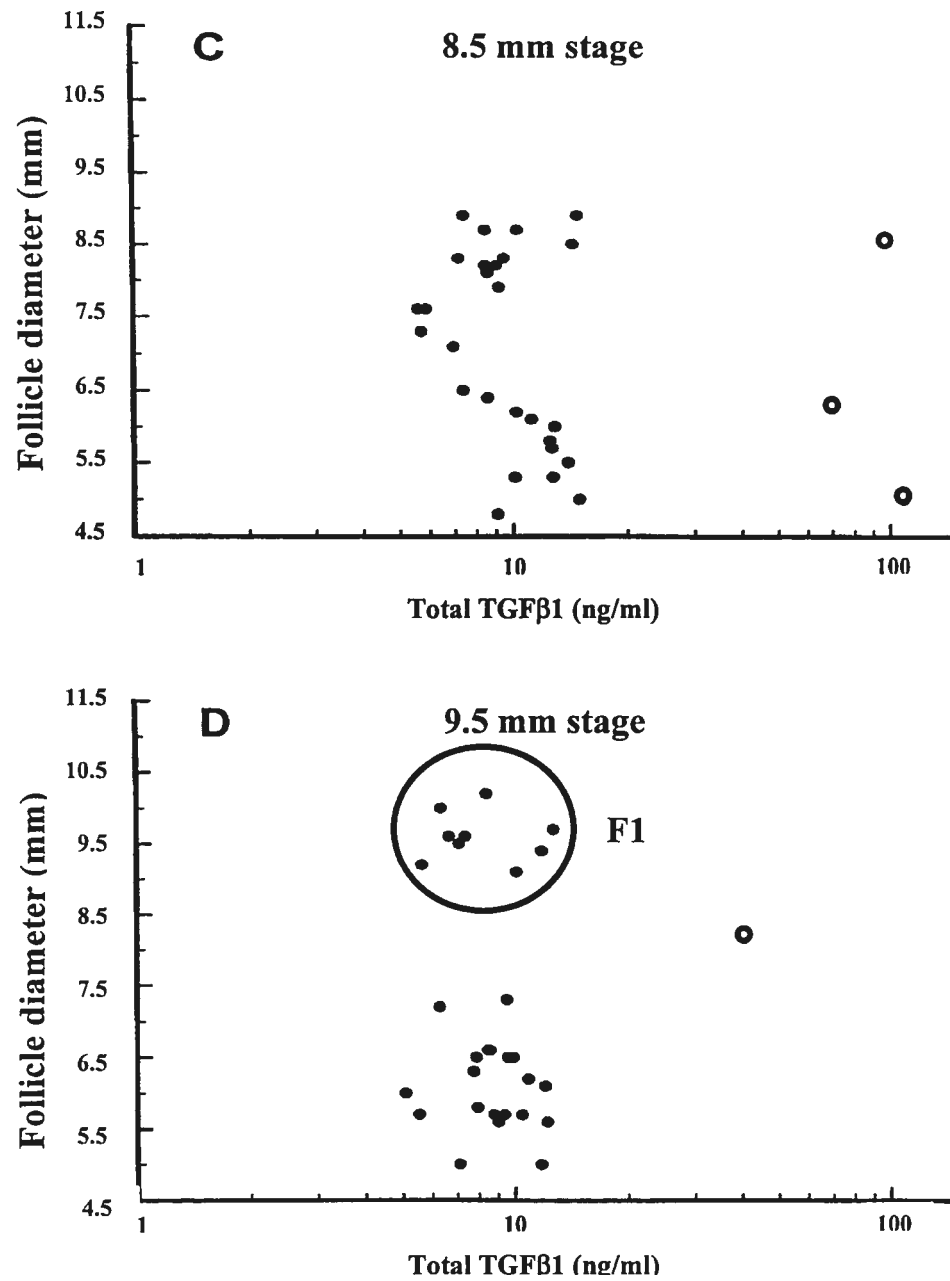 11.5
C 8.5 mm stage
10.5
9.5
8.5
7.5
6.5
5.5
4.5
Follicle diameter (mm)
1 10 100
Total TGFβ1 (ng/ml)
11.5
D 9.5 mm stage
10.5
F1
9.5
8.5
7.5
6.5
5.5
4.5
Follicle diameter (mm)
1 10 100
Total TGFβ1 (ng/ml)